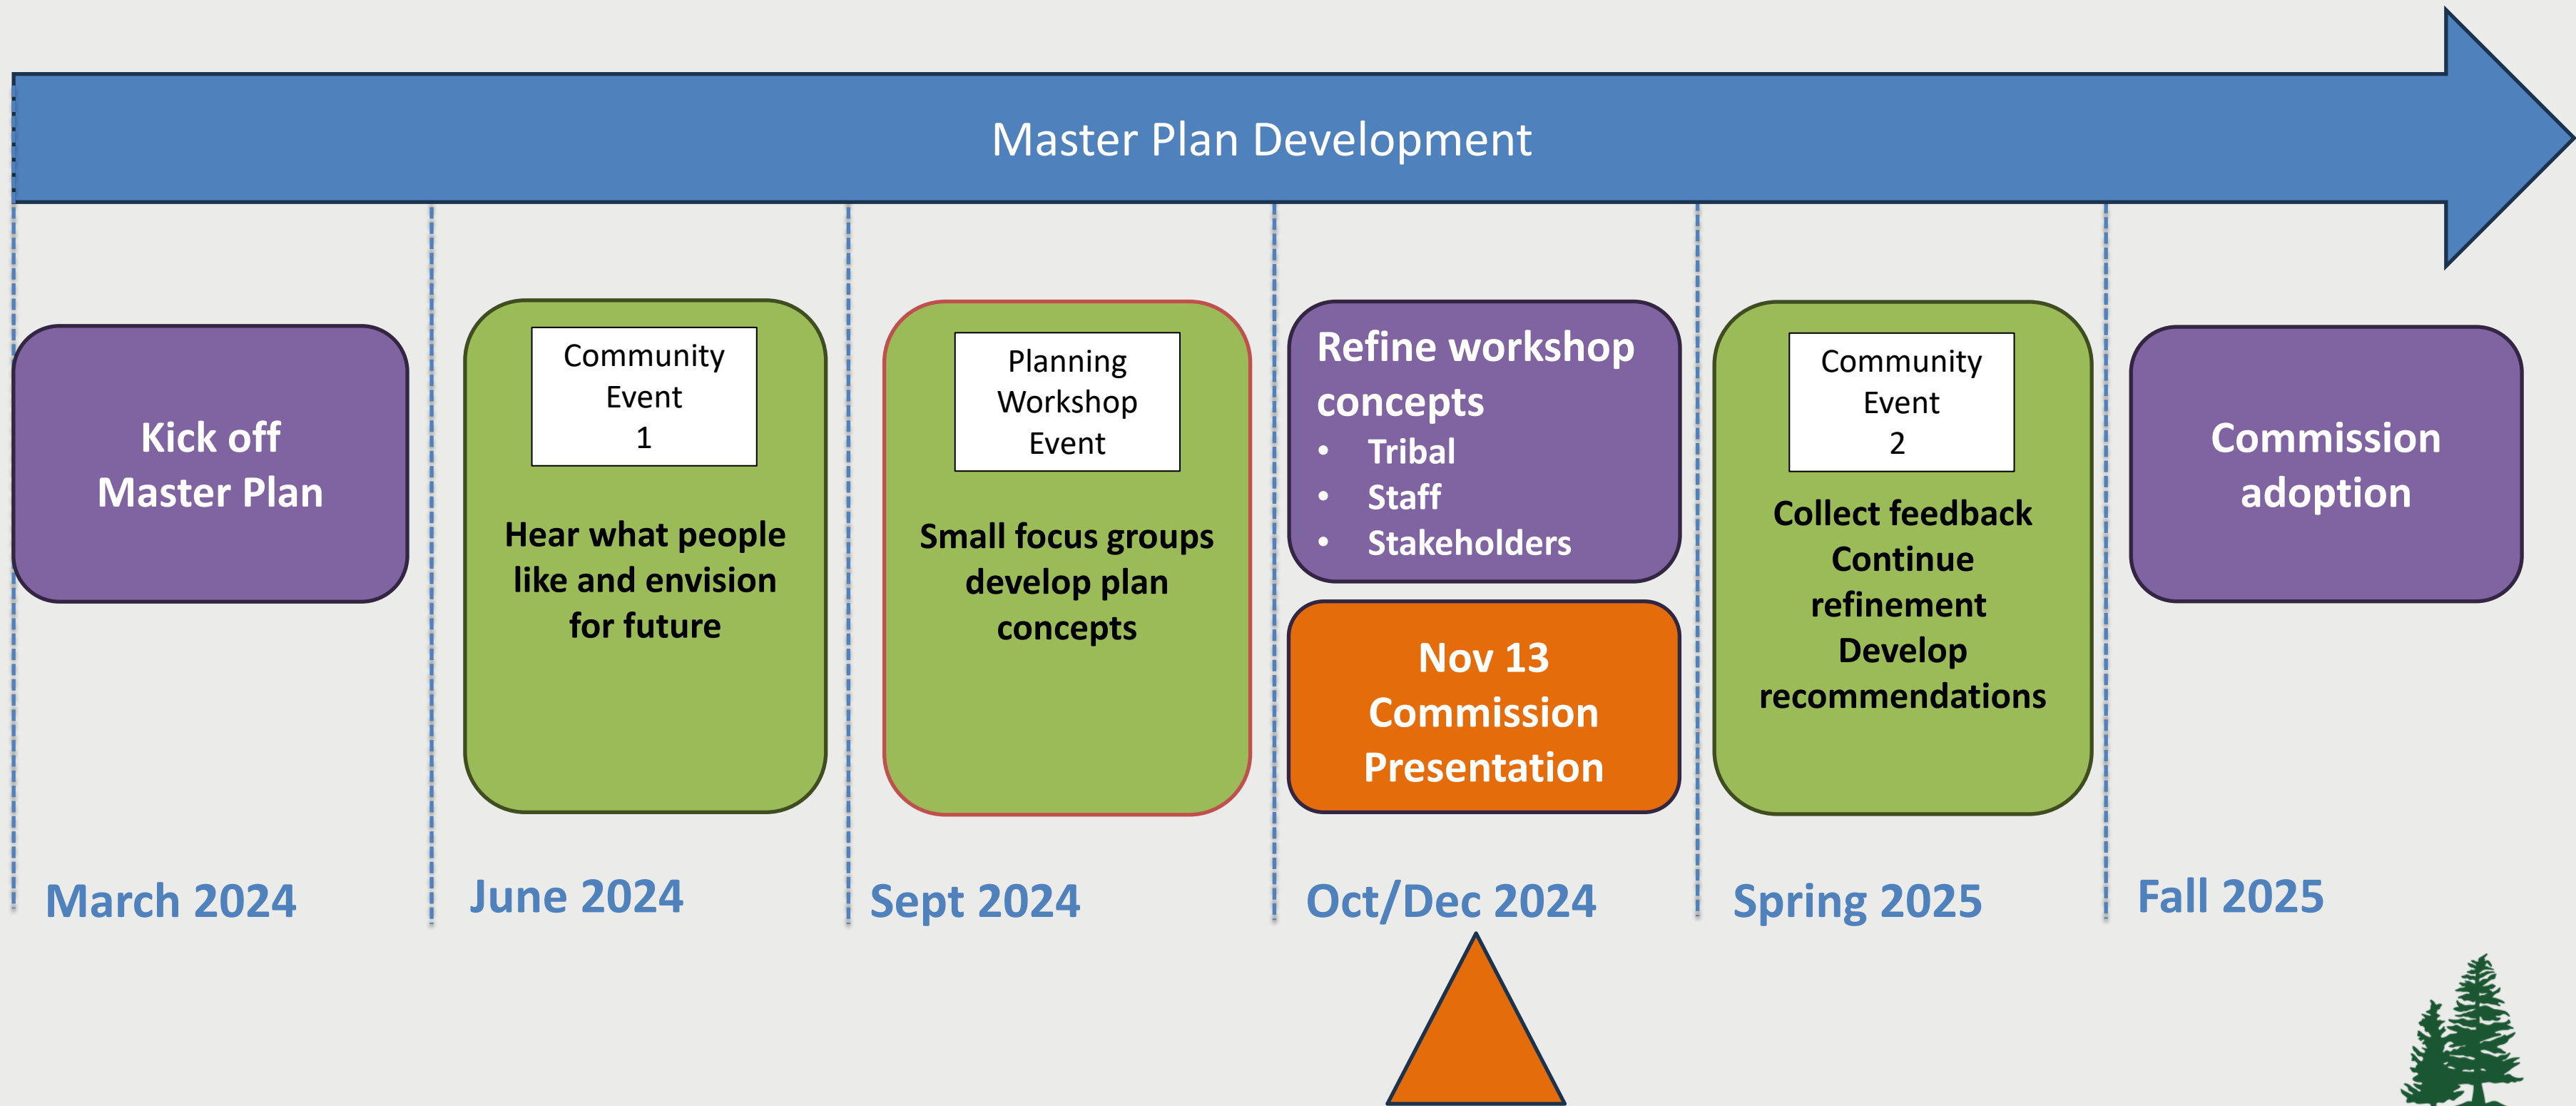 Master Plan Development
Kick off
Master Plan
Community
Event
1
Hear what people
like and envision
for future
Planning
Workshop
Event
Small focus groups
develop plan
concepts
Refine workshop
concepts
• Tribal
• Staff
• Stakeholders
Nov 13
Commission
Presentation
Community
Event
2
Collect feedback
Continue
refinement
Develop
recommendations
Commission
adoption
March 2024
June 2024
Sept 2024
Oct/Dec 2024
Spring 2025
Fall 2025